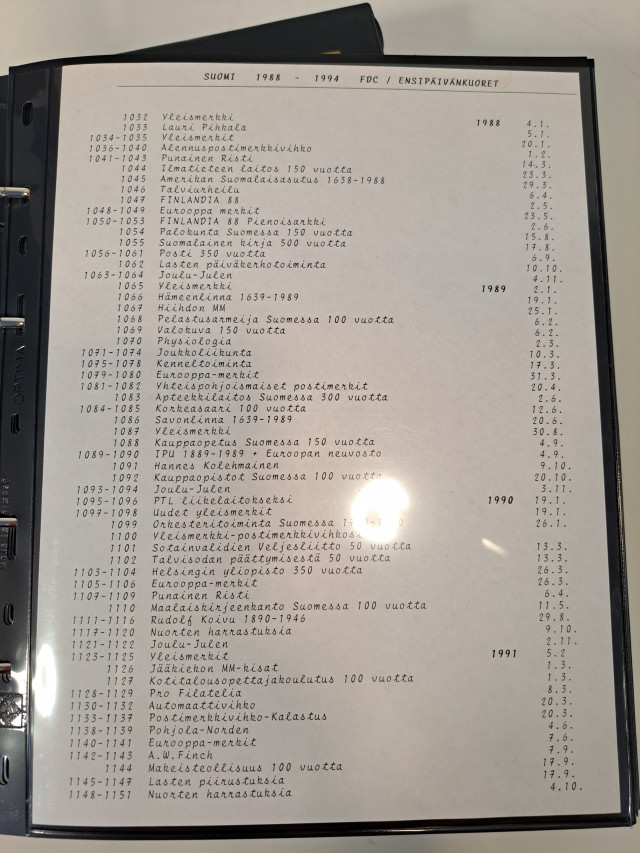 SUOMI 1988 - 1994 FDC / ENSIPÄIVÄNKUORET
1032 Yleismerkki 1988 4.1.
1033 Lauri Pihkala 5.1.
1034-1035 Yleismerkit 20.1.
1036-1040 Alennuspostimerkkivihko 1.2.
1041-1043 Punainen Risti 14.3.
1044 Ilmatieteen laitos 150 vuotta 23.3.
1045 Amerikan Suomalaisasutus 1638-1988 29.3.
1046 Talviurheilu 6.4.
1047 FINLANDIA 88 2.5.
1048-1049 Eurooppa merkit 23.5.
1050-1053 FINLANDIA 88 Pienoisarkki 2.6.
1054 Palokunta Suomessa 150 vuotta 15.8.
1055 Suomalainen kirja 500 vuotta 17.8.
1056-1061 Posti 350 vuotta 6.9.
1062 Lasten päiväkerhotoiminta 10.10.
1063-1064 Joulu-Julen 4.11.
1065 Yleismerkki 1989 2.1.
1066 Hämeenlinna 1639-1989 19.1.
1067 Hiihdon MM 25.1.
1068 Pelastusarmeija Suomessa 100 vuotta 6.2.
1069 Valokuva 150 vuotta 6.2.
1070 Physiologia 2.3.
1071-1074 Joukkoliikunta 10.3.
1075-1078 Kenneltoiminta 17.3.
1079-1080 Eurooppa-merkit 31.3.
1081-1082 Yhteispohjoismaiset postimerkit 20.4.
1083 Apteekkilaitos Suomessa 300 vuotta 2.6.
1084-1085 Korkeasaari 100 vuotta 12.6.
1086 Savonlinna 1639-1989 20.6.
1087 Yleismerkki 30.8.
1088 Kauppaopetus Suomessa 150 vuotta 4.9.
1089-1090 IPU 1889-1989 + Euroopan neuvosto 4.9.
1091 Hannes Kolehmainen 9.10.
1092 Kauppaopistot Suomessa 100 vuotta 20.10.
1093-1094 Joulu-Julen 3.11.
1095-1096 PTL liikelaitokseksi 1990 19.1.
1097-1098 Uudet yleismerkit 19.1.
1099 Orkesteritoiminta Suomessa 26.1.
1100
1101 Sotainvalidien Veljesliitto 50 vuotta 13.3.
1102 Talvisodan päättymisestä 50 vuotta 13.3.
1103-1104 Helsingin yliopisto 350 vuotta 26.3.
1105-1106 Eurooppa-merkit 26.3.
1107-1109 Punainen Risti 6.4.
1110 Maalaiskirjeenkanto Suomessa 100 vuotta 11.5.
1111-1116 Rudolf Koivu 1890-1946 29.8.
1117-1120 Nuorten harrastuksia 9.10.
1121-1122 Joulu-Julen 2.11.
1123-1125 Yleismerkit 1991 5.2
1126 Jääkiekon MM-kisat 1.3.
1127 Kotitalousopettajakoulutus 100 vuotta 1.3.
1128-1129 Pro Filatelia 8.3.
1130-1132 Automaattivihko 20.3.
1133-1137 Postimerkkivihko-Kalastus 20.3.
1138-1139 Pohjola-Norden 4.6.
1140-1141 Eurooppa-merkit 7.6.
1142-1143 A.W.Finch 7.9.
1144 Makeisteollisuus 100 vuotta 17.9.
1145-1147 Lasten piirustuksia 17.9.
1148-1151 Nuorten harrastuksia 4.10.